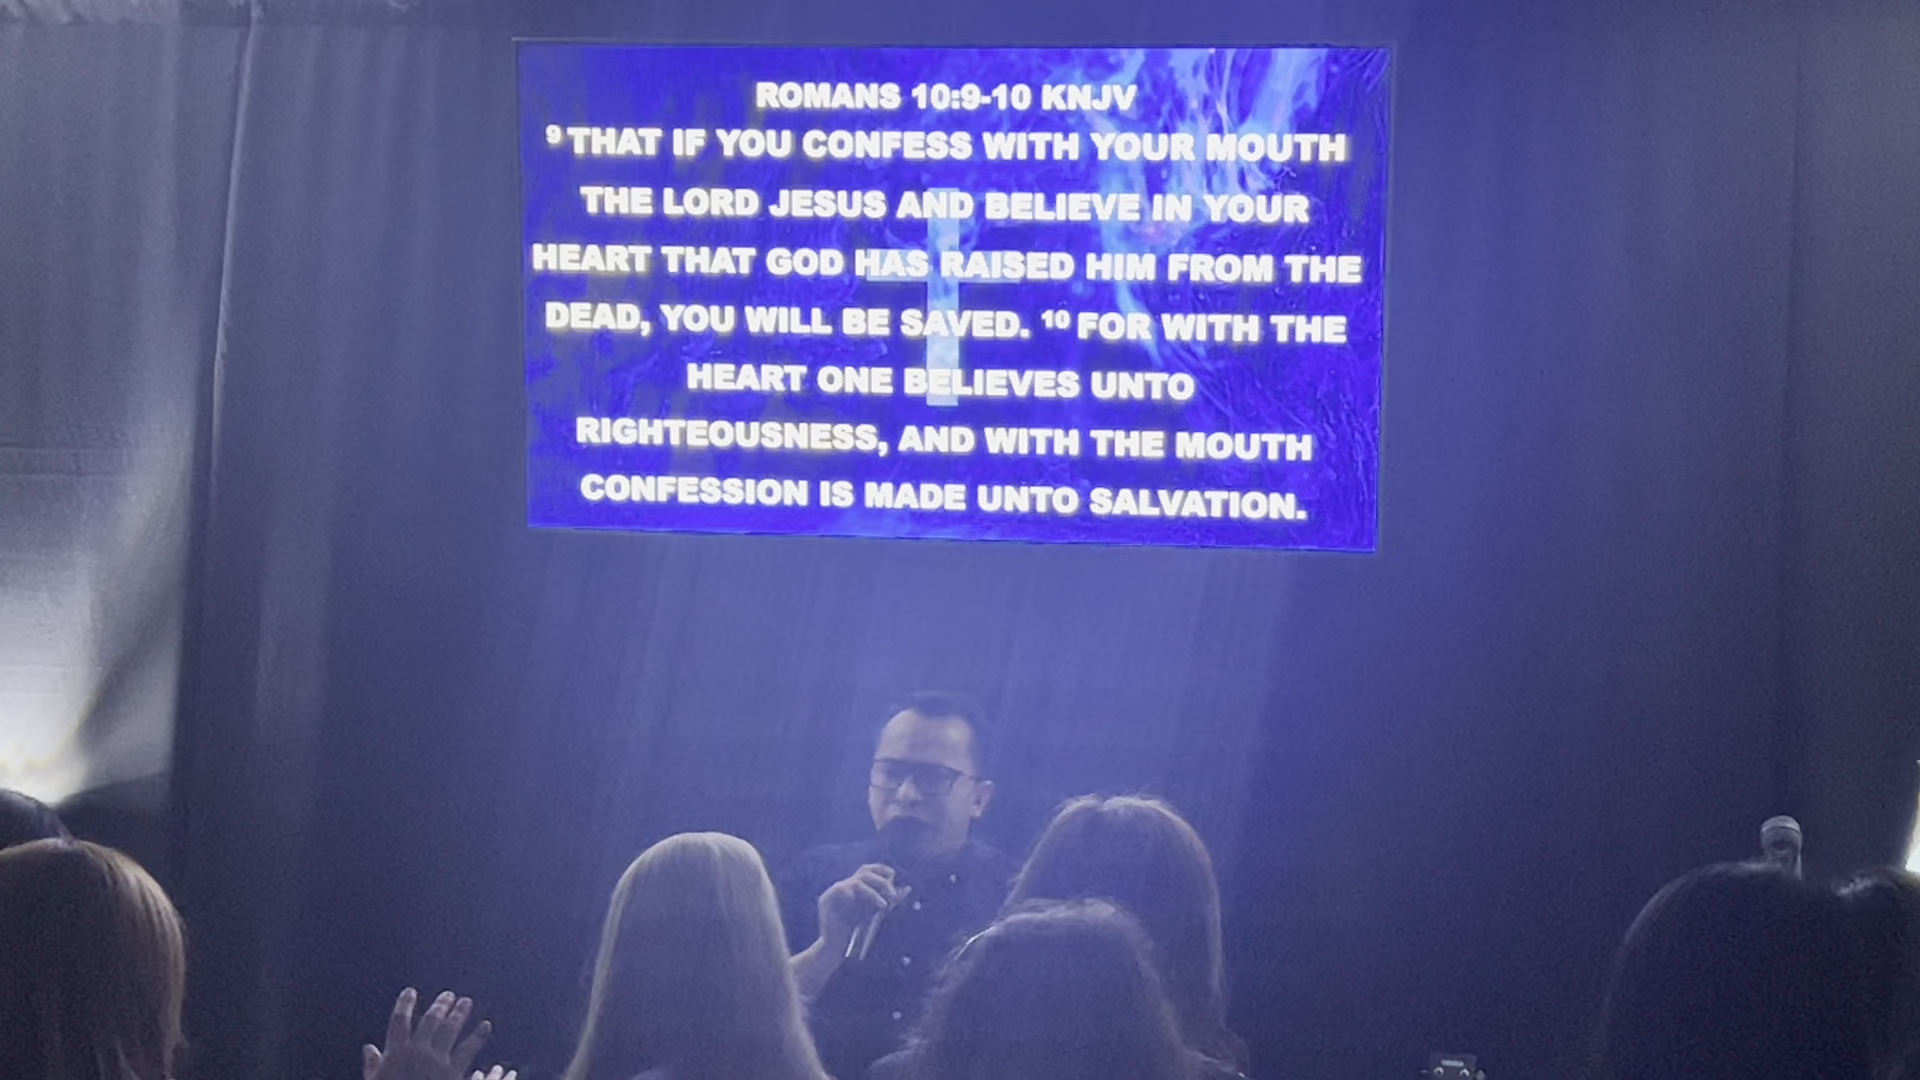 ROMANS 10:9-10 KNJV
⁹ THAT IF YOU CONFESS WITH YOUR MOUTH
THE LORD JESUS AND BELIEVE IN YOUR
HEART THAT GOD HAS RAISED HIM FROM THE
DEAD, YOU WILL BE SAVED. ¹⁰ FOR WITH THE
HEART ONE BELIEVES UNTO
RIGHTEOUSNESS, AND WITH THE MOUTH
CONFESSION IS MADE UNTO SALVATION.